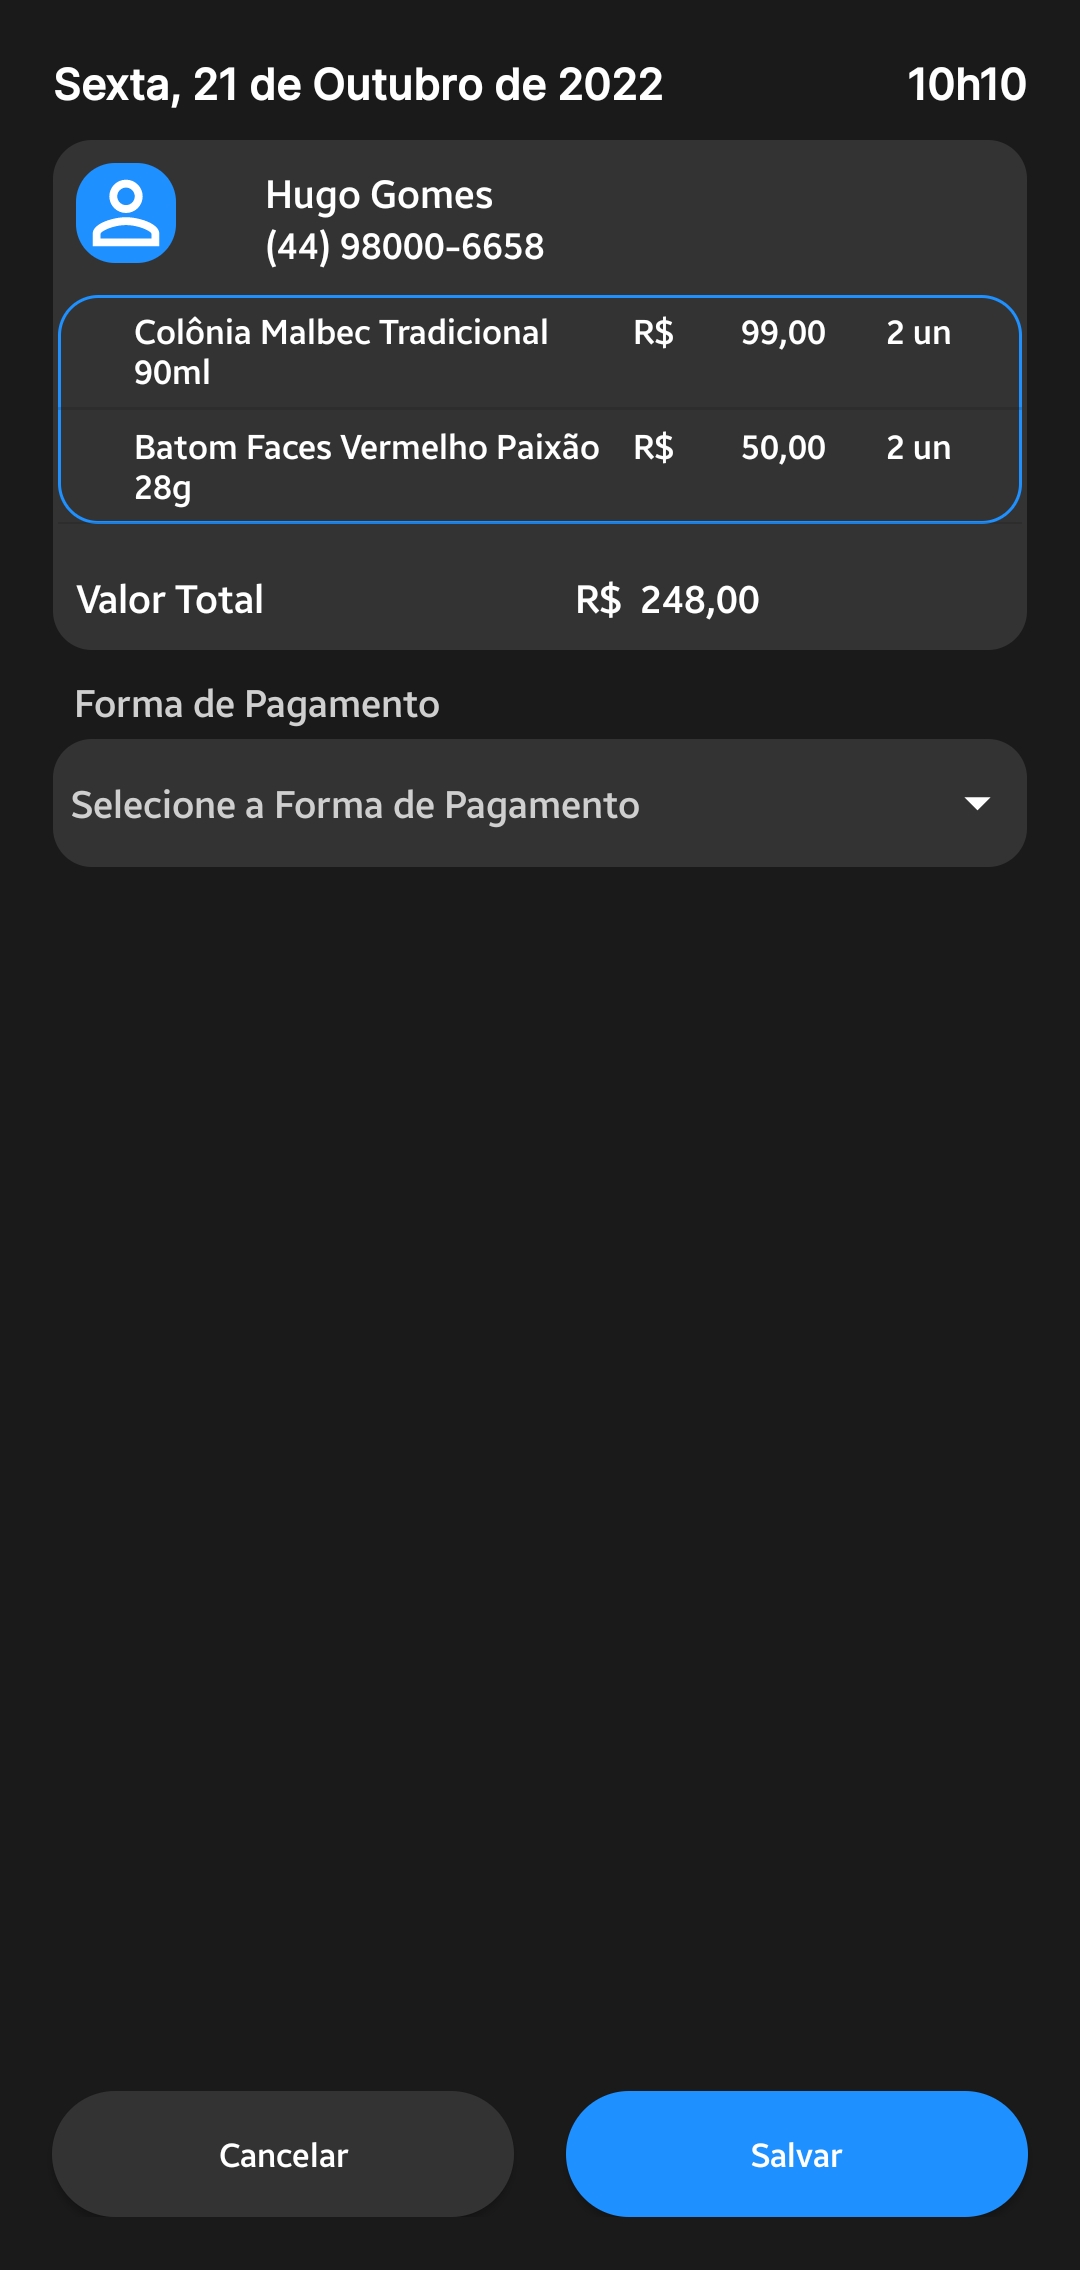 Sexta, 21 de Outubro de 2022 10h10
Hugo Gomes
(44) 98000-6658
Colônia Malbec Tradicional R$ 99,00 2 un
90ml
Batom Faces Vermelho Paixão R$ 50,00 2 un
28g
Valor Total R$ 248,00
Forma de Pagamento
Selecione a Forma de Pagamento
Cancelar Salvar